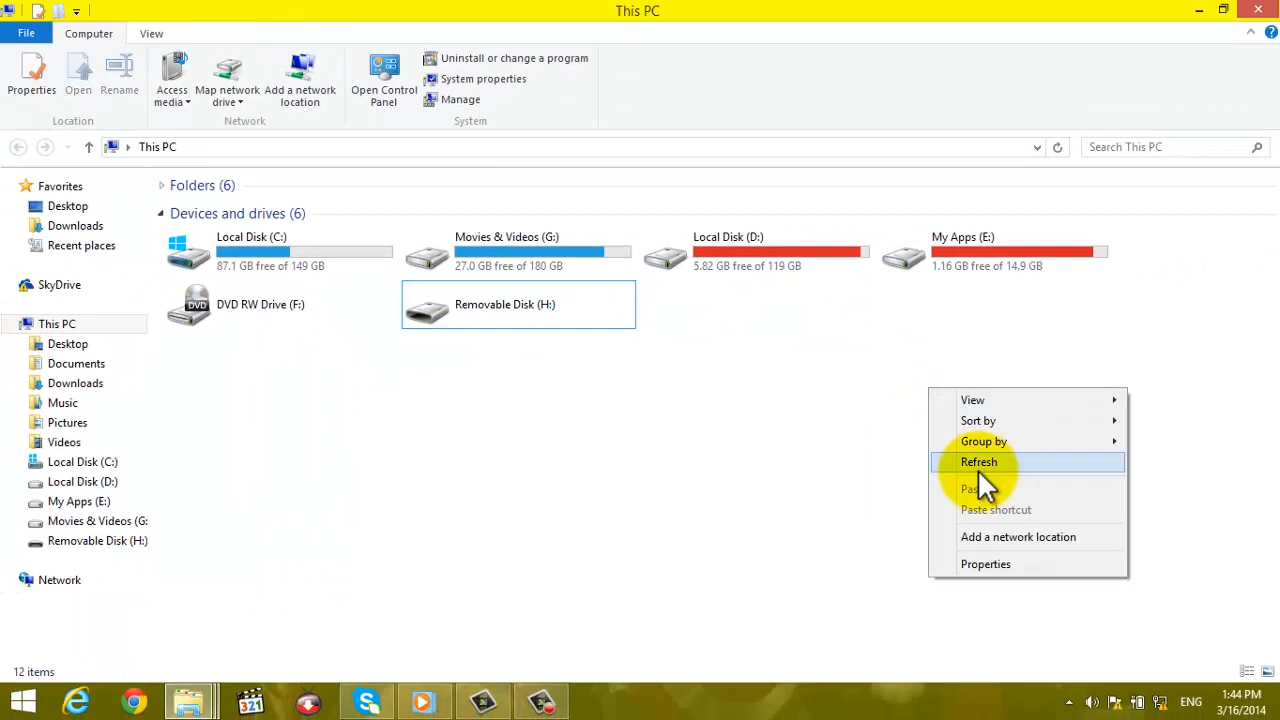 This PC
File Computer View
Properties Open Rename Access media Map network drive Add a network location Open Control Panel
Uninstall or change a program
System properties
Manage
Location Network System
This PC
Search This PC
Favorites
Desktop
Downloads
Recent places
SkyDrive
This PC
Desktop
Documents
Downloads
Music
Pictures
Videos
Local Disk (C:)
Local Disk (D:)
My Apps (E:)
Movies & Videos (G:
Removable Disk (H:)
Network
Folders (6)
Devices and drives (6)
Local Disk (C:)
87.1 GB free of 149 GB
Movies & Videos (G:)
27.0 GB free of 180 GB
Local Disk (D:)
5.82 GB free of 119 GB
My Apps (E:)
1.16 GB free of 14.9 GB
DVD
DVD RW Drive (F:)
Removable Disk (H:)
View
Sort by
Group by
Refresh
Paste shortcut
Add a network location
Properties
12 items
321
ENG
1:44 PM
3/16/2014